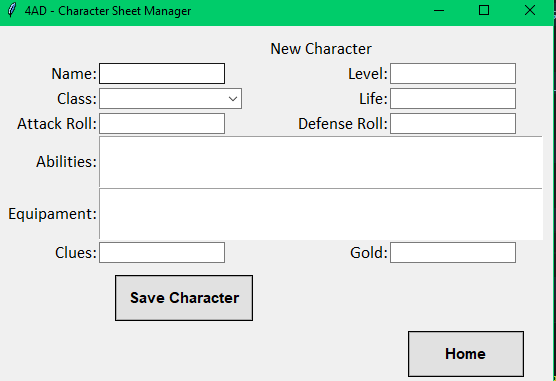 4AD - Character Sheet Manager
New Character
Name: Level:
Class: Life:
Attack Roll: Defense Roll:
Abilities:
Equipament:
Clues: Gold:
Save Character
Home